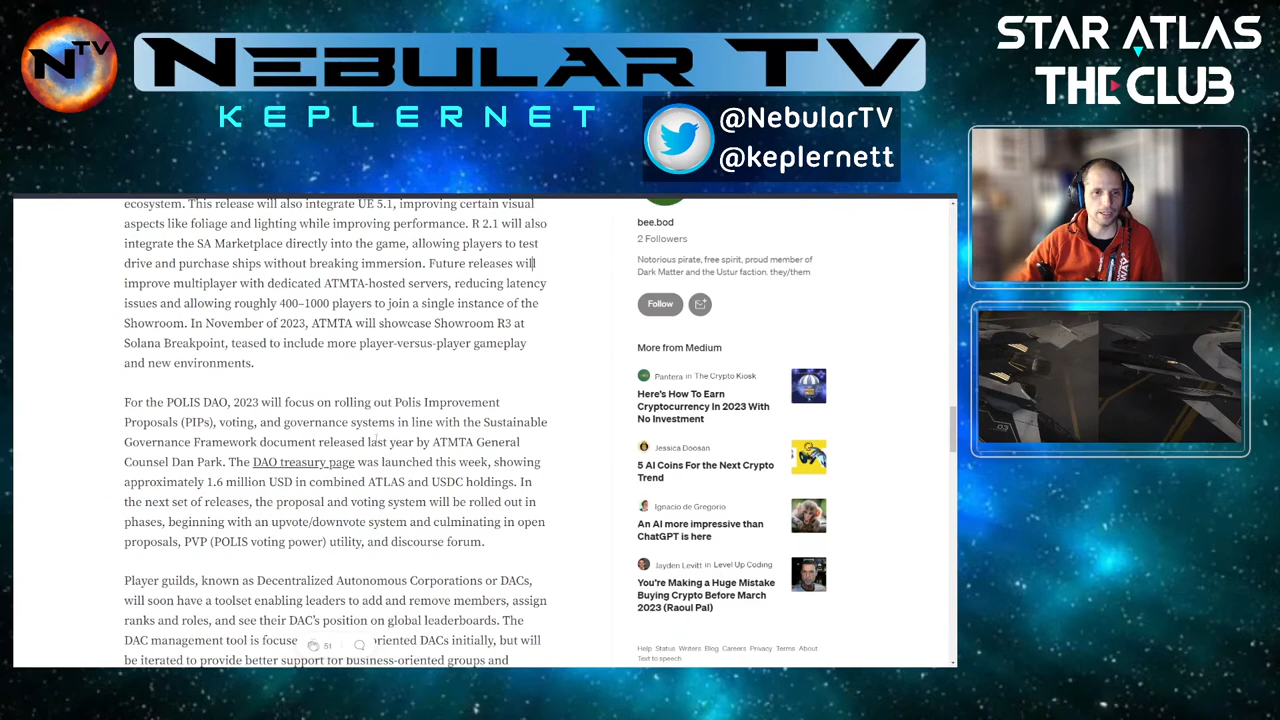 NTV
NEBULAR TV
KEPLERNET
@NebularTV
@keplernett
STAR ATLAS
THE CLUB
ecosystem. This release will also integrate UE 5.1, improving certain visual
aspects like foliage and lighting while improving performance. R 2.1 will also
integrate the SA Marketplace directly into the game, allowing players to test
drive and purchase ships without breaking immersion. Future releases will
improve multiplayer with dedicated ATMTA-hosted servers, reducing latency
issues and allowing roughly 400–1000 players to join a single instance of the
Showroom. In November of 2023, ATMTA will showcase Showroom R3 at
Solana Breakpoint, teased to include more player-versus-player gameplay
and new environments.
For the POLIS DAO, 2023 will focus on rolling out Polis Improvement
Proposals (PIPs), voting, and governance systems in line with the Sustainable
Governance Framework document released last year by ATMTA General
Counsel Dan Park. The DAO treasury page was launched this week, showing
approximately 1.6 million USD in combined ATLAS and USDC holdings. In
the next set of releases, the proposal and voting system will be rolled out in
phases, beginning with an upvote/downvote system and culminating in open
proposals, PVP (POLIS voting power) utility, and discourse forum.
Player guilds, known as Decentralized Autonomous Corporations or DACs,
will soon have a toolset enabling leaders to add and remove members, assign
ranks and roles, and see their DAC's position on global leaderboards. The
DAC management tool is focuse oriented DACs initially, but will
51
be iterated to provide better support for business-oriented groups and
bee.bod
2 Followers
Notorious pirate, free spirit, proud member of
Dark Matter and the Ustur faction. they/them
Follow
More from Medium
Pantera in The Crypto Kiosk
Here's How To Earn
Cryptocurrency In 2023 With
No Investment
Jessica Doosan
5 AI Coins For the Next Crypto
Trend
Ignacio de Gregorio
An AI more impressive than
ChatGPT is here
Jayden Levitt in Level Up Coding
You're Making a Huge Mistake
Buying Crypto Before March
2023 (Raoul Pal)
Help Status Writers Blog Careers Privacy Terms About
Text to speech
03